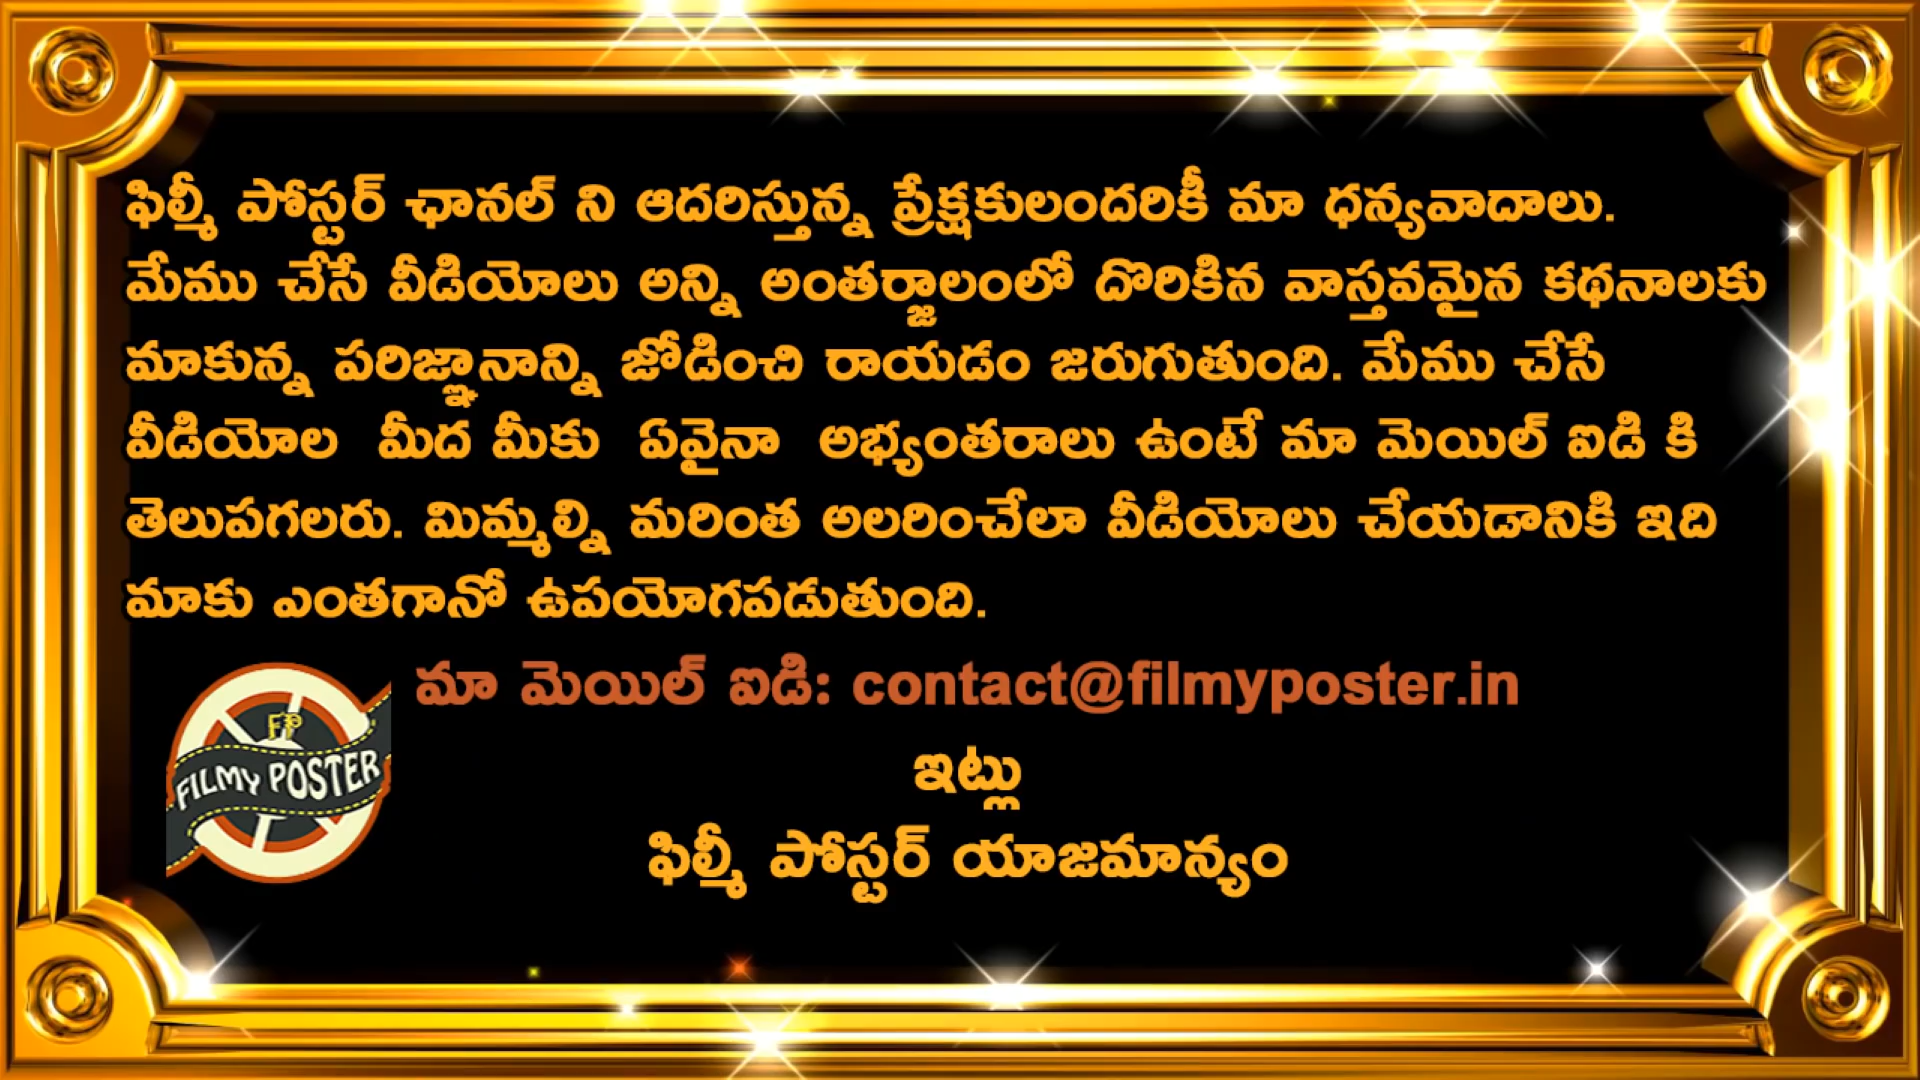 ఫిల్మీ పోస్టర్ ఛానల్ ని ఆదరిస్తున్న ప్రేక్షకులందరికీ మా ధన్యవాదాలు.
మేము చేసే వీడియోలు అన్ని అంతర్జాలంలో దొరికిన వాస్తవమైన కథనాలకు
మాకున్న పరిజ్ఞానాన్ని జోడించి రాయడం జరుగుతుంది. మేము చేసే
వీడియోల మీద మీకు ఏవైనా అభ్యంతరాలు ఉంటే మా మెయిల్ ఐడి కి
తెలుపగలరు. మిమ్మల్ని మరింత అలరించేలా వీడియోలు చేయడానికి ఇది
మాకు ఎంతగానో ఉపయోగపడుతుంది.
మా మెయిల్ ఐడి: contact@filmyposter.in
FP
FILMY POSTER
ఇట్లు
ఫిల్మీ పోస్టర్ యాజమాన్యం